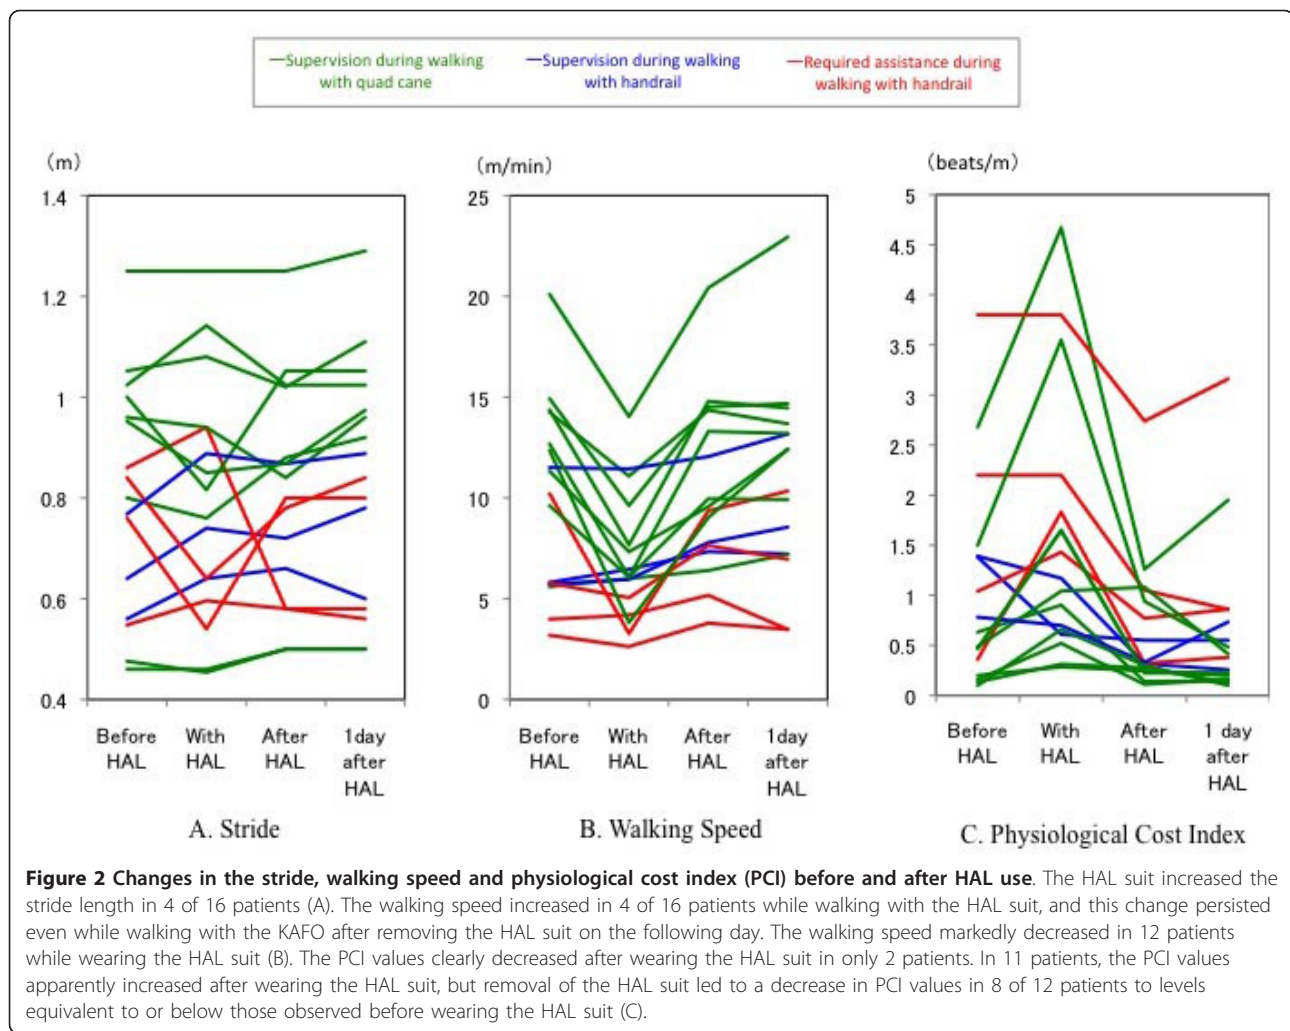 —Supervision during walking with quad cane
—Supervision during walking with handrail
—Required assistance during walking with handrail
(m)
1.4
1.2
1
0.8
0.6
0.4
Before HAL
With HAL
After HAL
1day after HAL
A. Stride
(m/min)
25
20
15
10
5
0
Before HAL
With HAL
After HAL
1day after HAL
B. Walking Speed
(beats/m)
5
4.5
4
3.5
3
2.5
2
1.5
1
0.5
0
Before HAL
With HAL
After HAL
1 day after HAL
C. Physiological Cost Index
Figure 2 Changes in the stride, walking speed and physiological cost index (PCI) before and after HAL use. The HAL suit increased the
stride length in 4 of 16 patients (A). The walking speed increased in 4 of 16 patients while walking with the HAL suit, and this change persisted
even while walking with the KAFO after removing the HAL suit on the following day. The walking speed markedly decreased in 12 patients
while wearing the HAL suit (B). The PCI values clearly decreased after wearing the HAL suit in only 2 patients. In 11 patients, the PCI values
apparently increased after wearing the HAL suit, but removal of the HAL suit led to a decrease in PCI values in 8 of 12 patients to levels
equivalent to or below those observed before wearing the HAL suit (C).